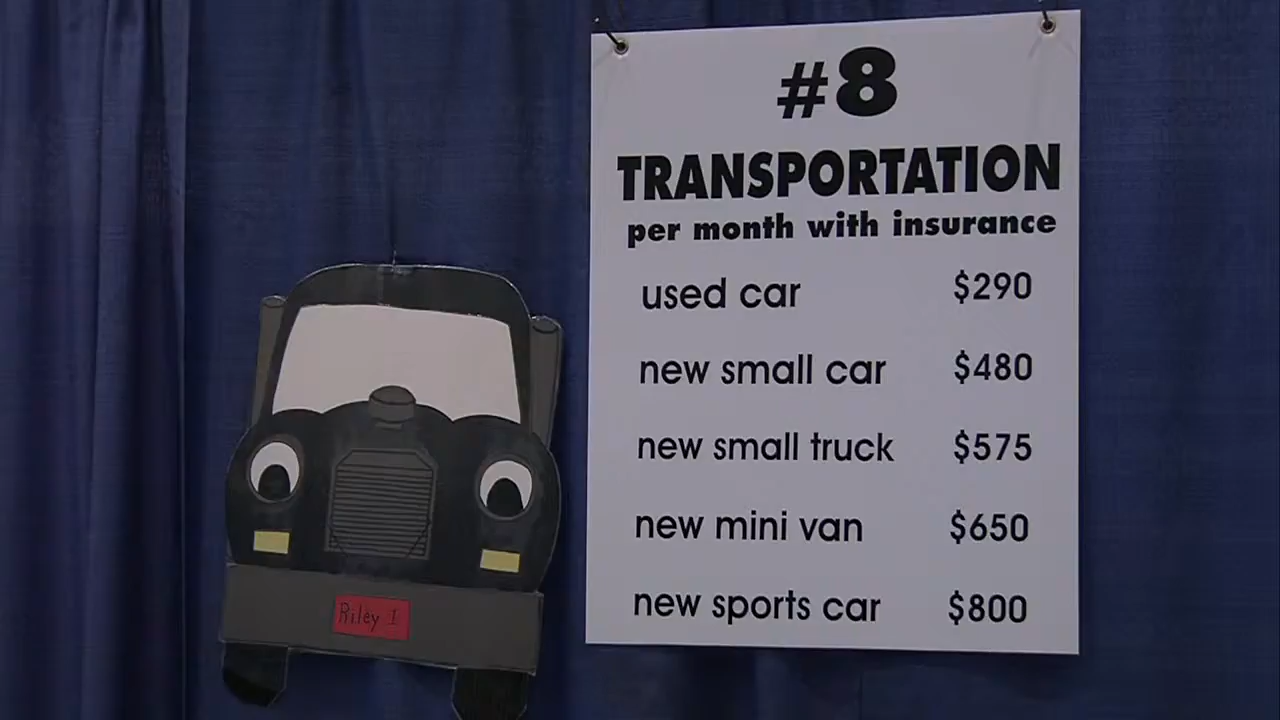 #8
TRANSPORTATION
per month with insurance
used car $290
new small car $480
new small truck $575
new mini van $650
new sports car $800
Riley 1